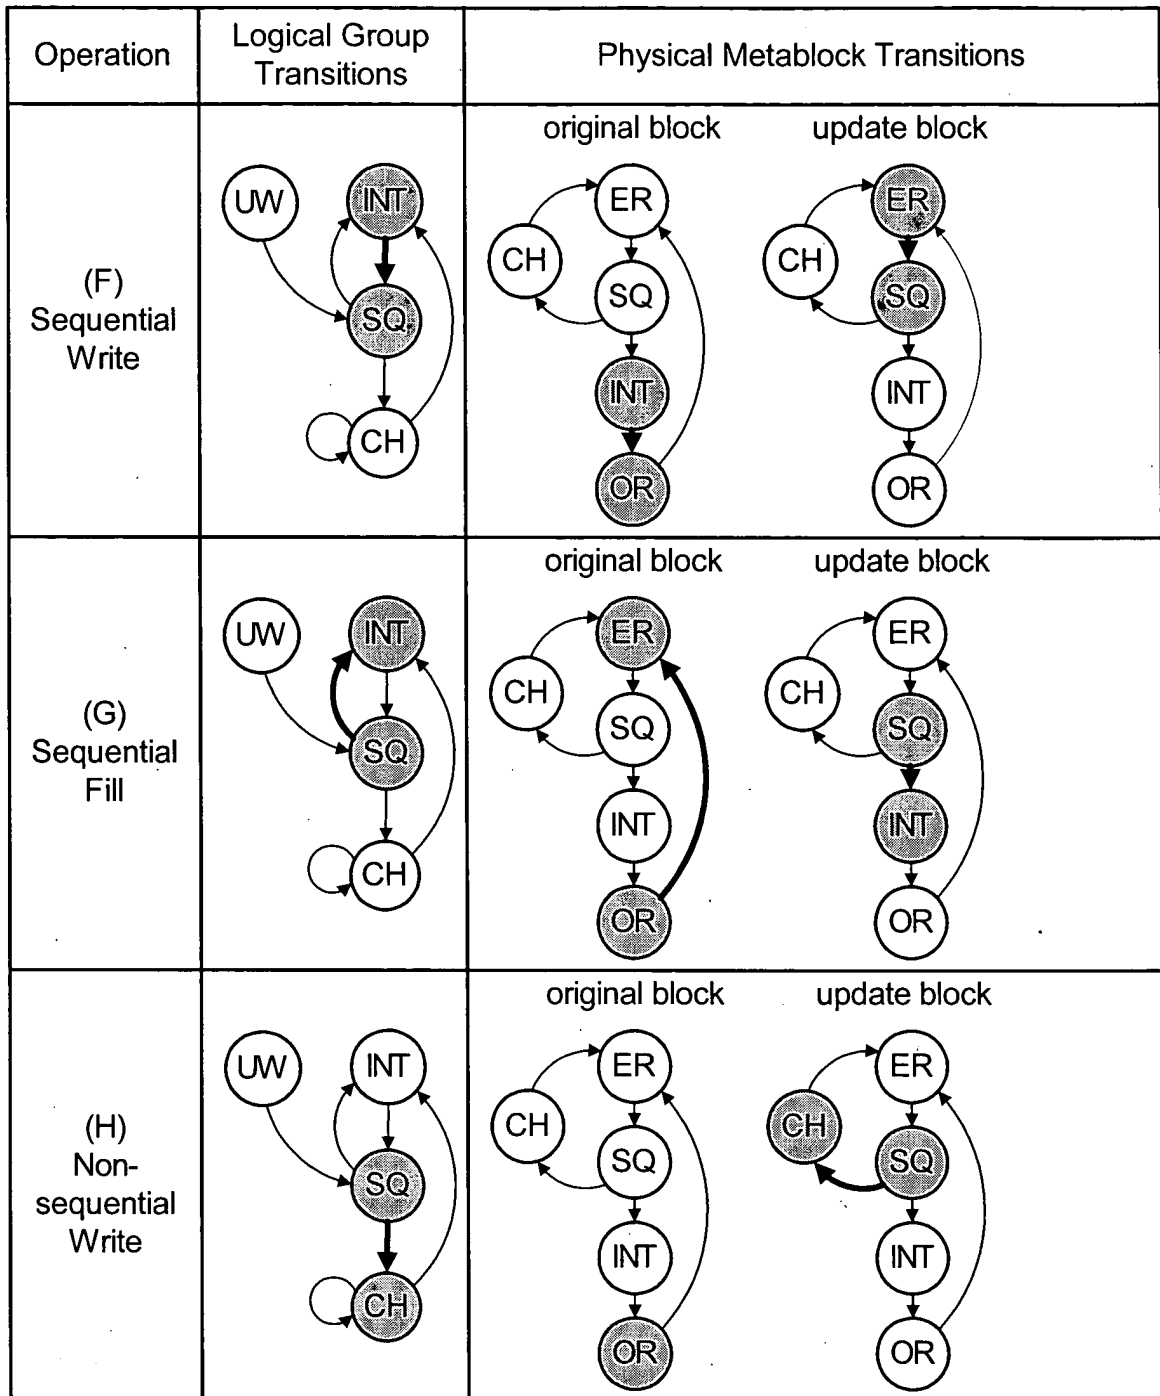 Operation
Logical Group
Transitions
Physical Metablock Transitions
(F)
Sequential
Write
UW
INT
SQ
CH
original block
ER
CH
SQ
INT
OR
update block
ER
CH
SQ
INT
OR
(G)
Sequential
Fill
UW
INT
SQ
CH
original block
ER
CH
SQ
INT
OR
update block
ER
CH
SQ
INT
OR
(H)
Non-
sequential
Write
UW
INT
SQ
CH
original block
ER
CH
SQ
INT
OR
update block
ER
CH
SQ
INT
OR